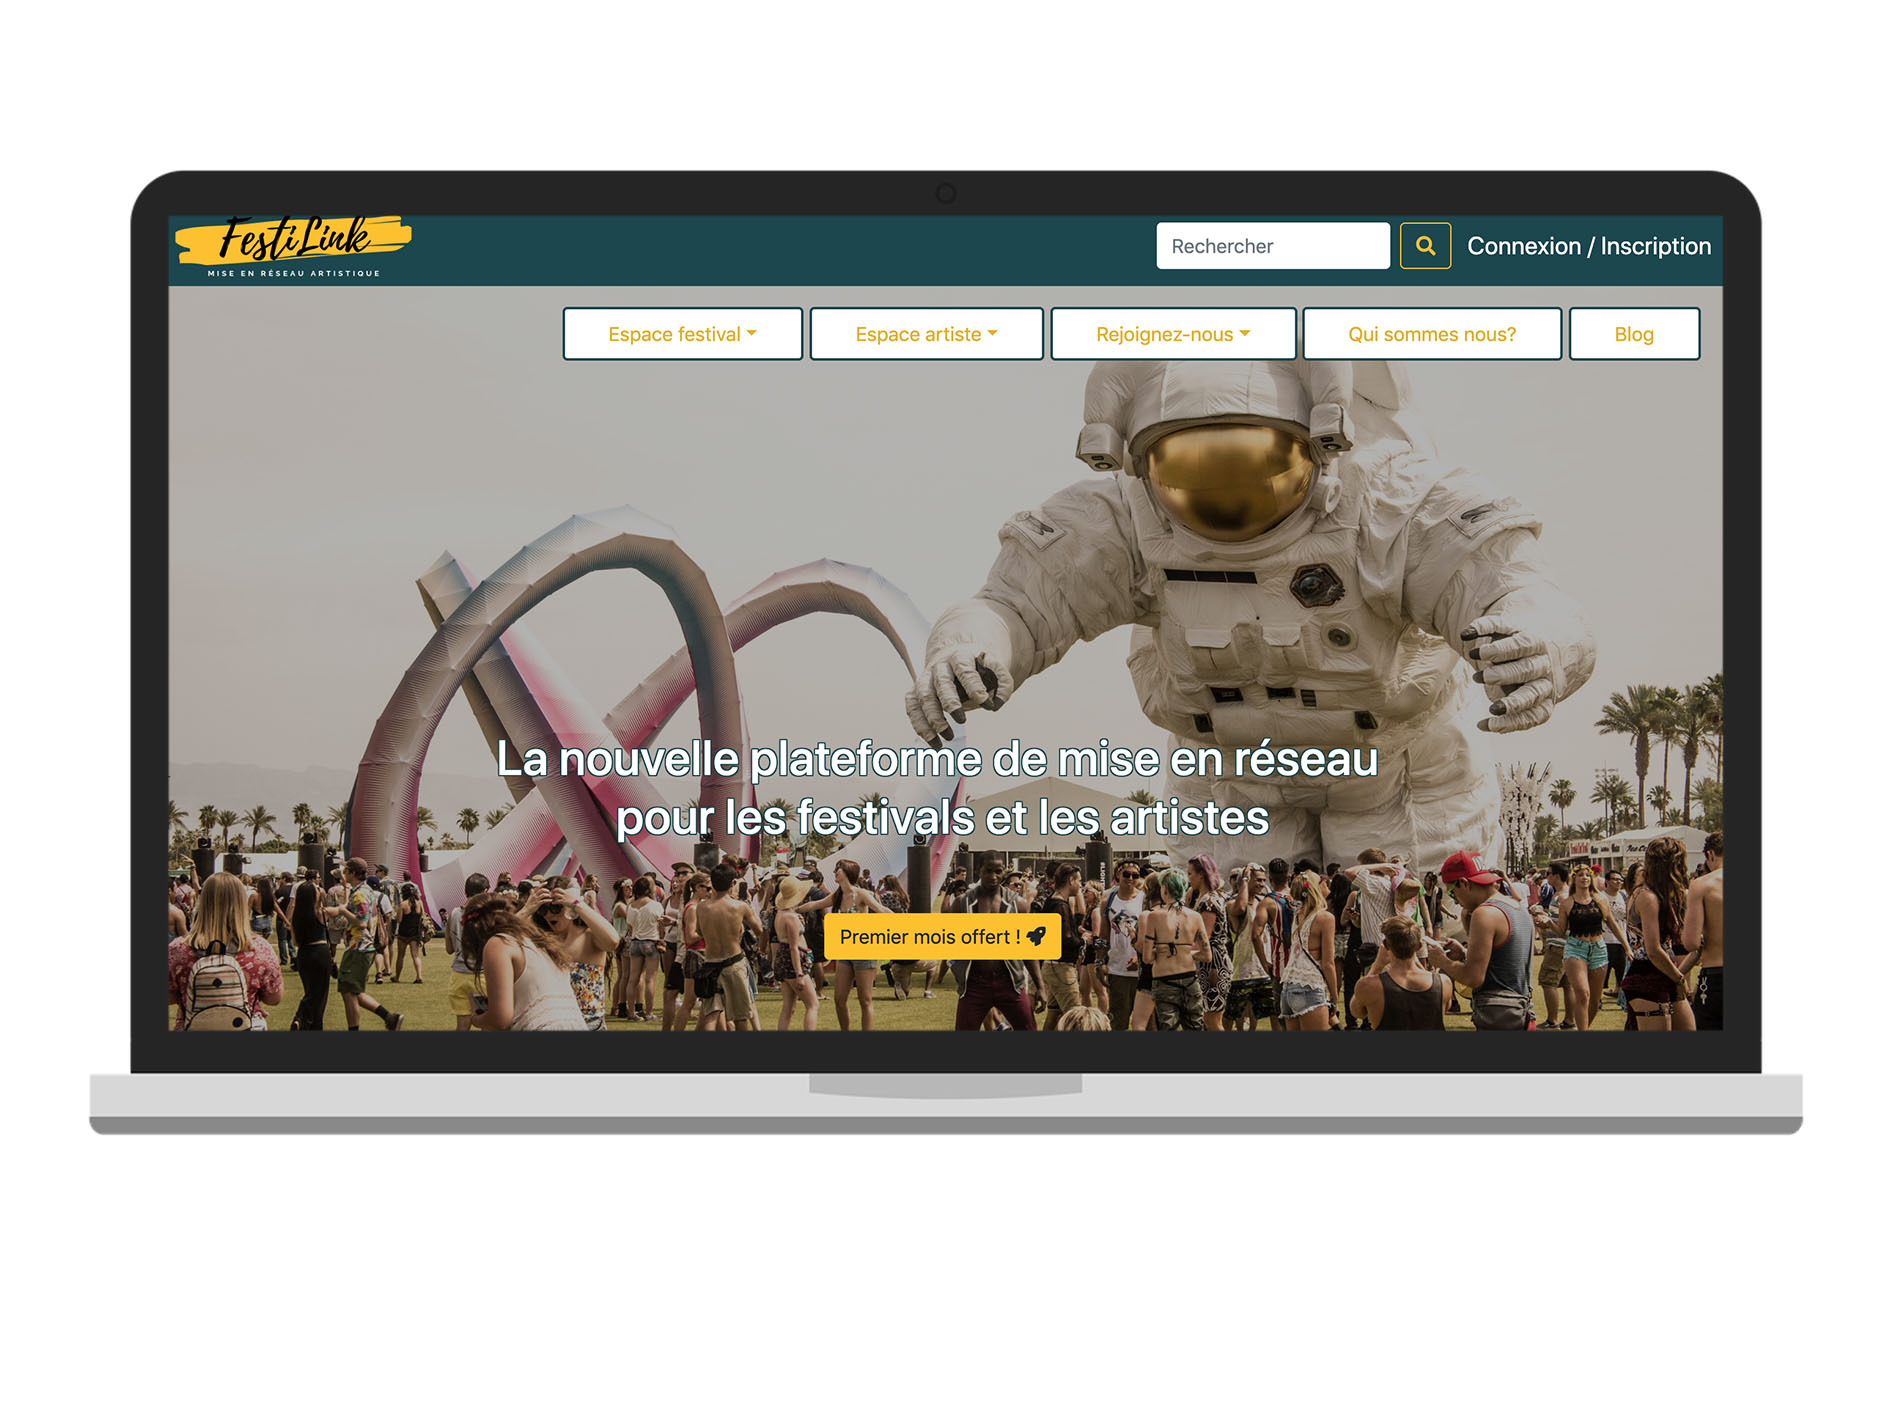 FestiLink
MISE EN RÉSEAU ARTISTIQUE
Rechercher
Connexion / Inscription
Espace festival
Espace artiste
Rejoignez-nous
Qui sommes nous?
Blog
La nouvelle plateforme de mise en réseau
pour les festivals et les artistes
Premier mois offert !